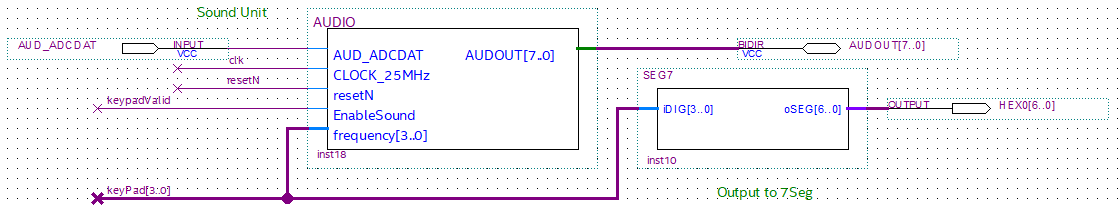 Sound Unit
AUDIO
AUD_ADCDAT
INPUT
VCC
AUD_ADCDAT AUDOUT[7..0]
BIDIR
VCC
AUDOUT[7..0]
clk
CLOCK_25MHz
resetN
resetN
keypadValid
EnableSound
frequency[3..0]
inst18
SEG7
iDIG[3..0] oSEG[6..0]
OUTPUT
HEX0[6..0]
inst10
keyPad[3..0]
Output to 7Seg